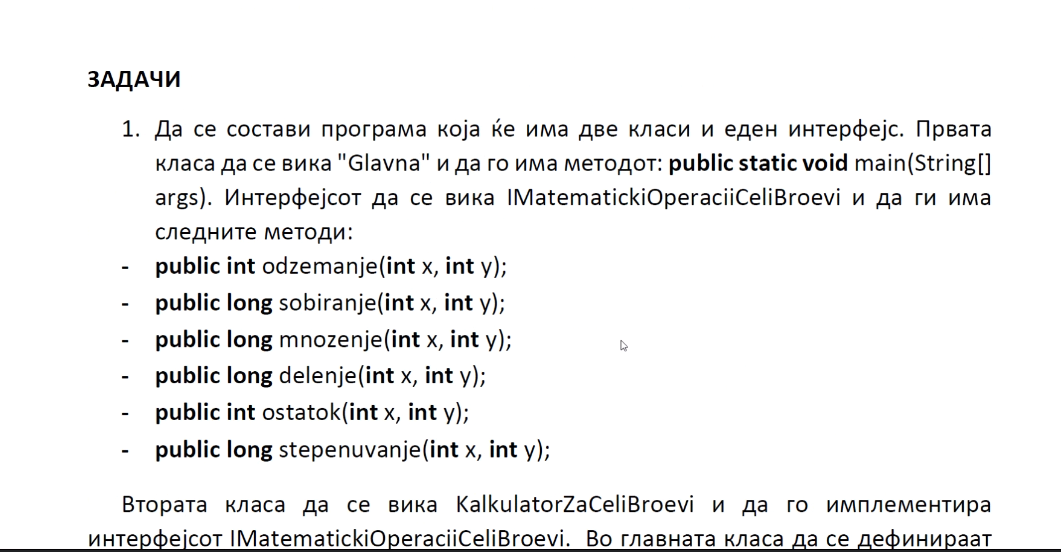 ЗАДАЧИ
1. Да се состави програма која ќе има две класи и еден интерфејс. Првата
класа да се вика "Glavna" и да го има методот: public static void main(String[]
args). Интерфејсот да се вика IMatematickiOperaciiCeliBroevi и да ги има
следните методи:
- public int odzemanje(int x, int y);
- public long sobiranje(int x, int y);
- public long mnozenje(int x, int y);
- public long delenje(int x, int y);
- public int ostatok(int x, int y);
- public long stepenuvanje(int x, int y);
Втората класа да се вика KalkulatorZaCeliBroevi и да го имплементира
интерфејсот IMatematickiOperaciiCeliBroevi. Во главната класа да се дефинираат